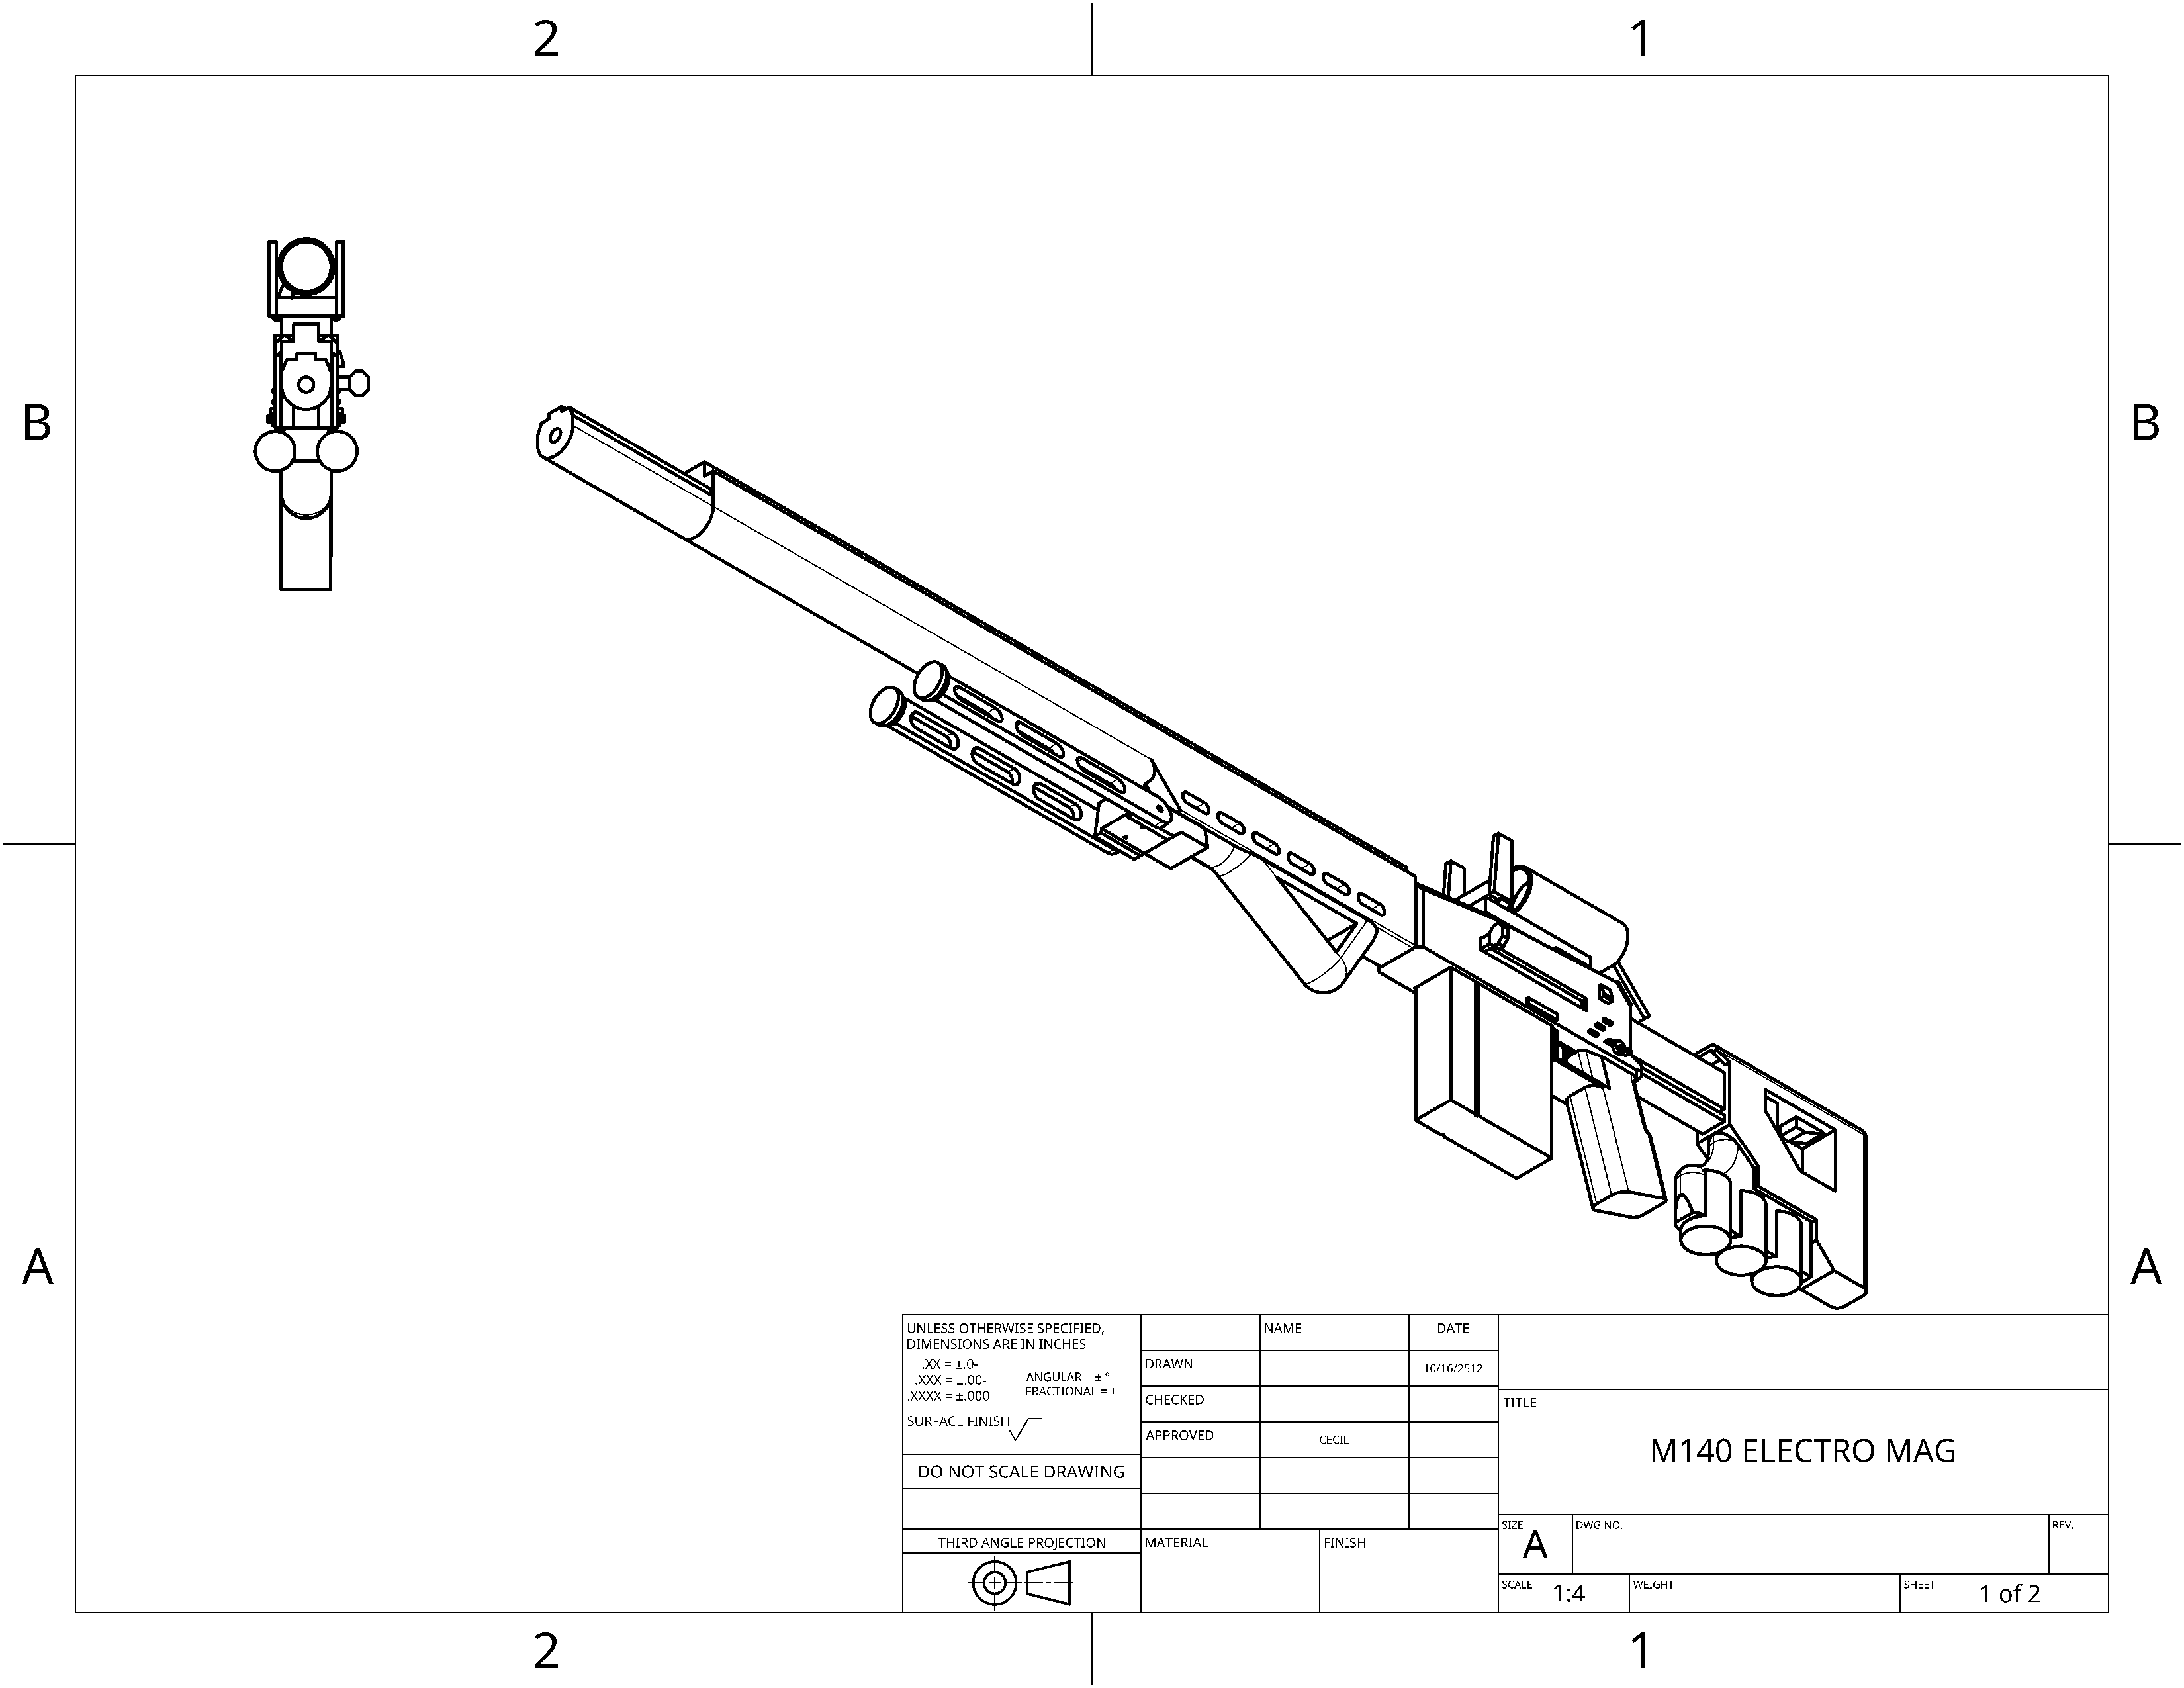 2 1
B B
A A
UNLESS OTHERWISE SPECIFIED,
DIMENSIONS ARE IN INCHES
.XX = ±.0-
.XXX = ±.00-
.XXXX = ±.000-
ANGULAR = ± °
FRACTIONAL = ±
SURFACE FINISH
DO NOT SCALE DRAWING
THIRD ANGLE PROJECTION
NAME DATE
DRAWN 10/16/2512
CHECKED
APPROVED CECIL
MATERIAL FINISH
TITLE
M140 ELECTRO MAG
SIZE DWG NO. REV.
A
SCALE 1:4 WEIGHT SHEET 1 of 2
2 1